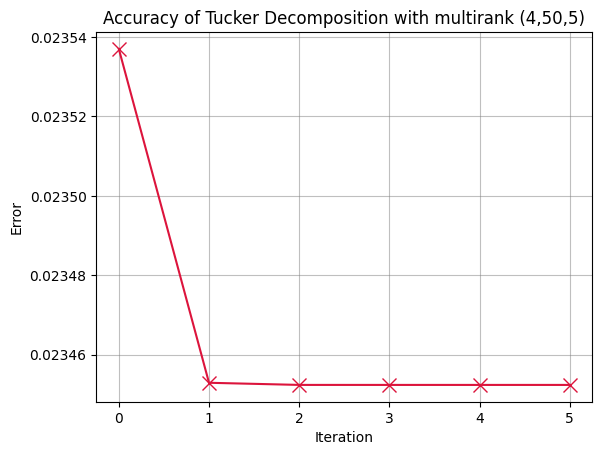 Accuracy of Tucker Decomposition with multirank (4,50,5)
0.02354
0.02352
0.02350
0.02348
0.02346
Error
0 1 2 3 4 5
Iteration